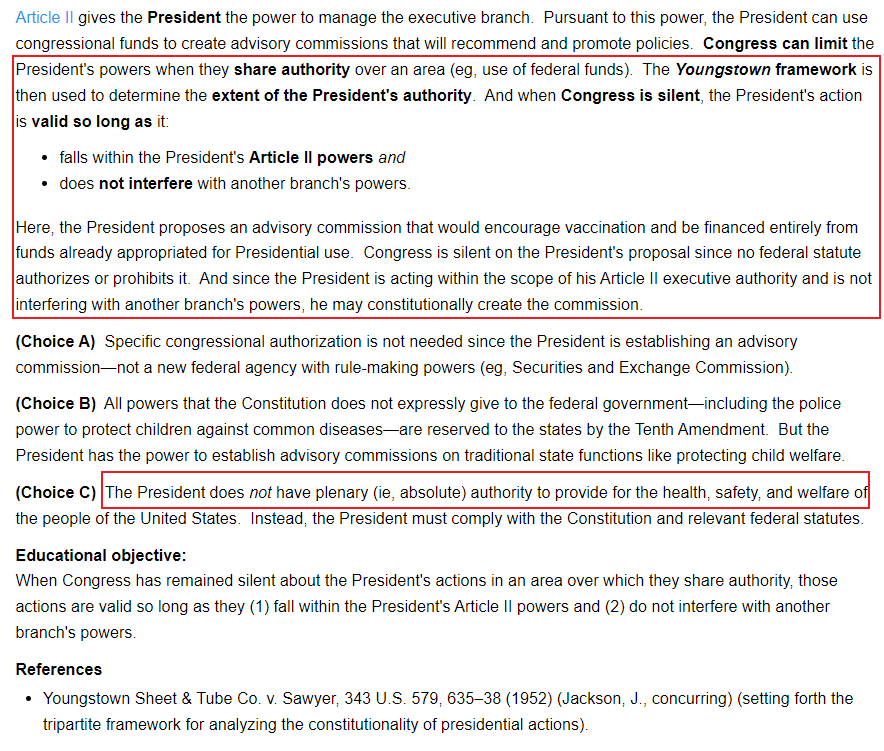 Article II gives the President the power to manage the executive branch.  Pursuant to this power, the President can use
congressional funds to create advisory commissions that will recommend and promote policies.  Congress can limit the
President's powers when they share authority over an area (eg, use of federal funds).  The Youngstown framework is
then used to determine the extent of the President's authority.  And when Congress is silent, the President's action
is valid so long as it:
• falls within the President's Article II powers and
• does not interfere with another branch's powers.
Here, the President proposes an advisory commission that would encourage vaccination and be financed entirely from
funds already appropriated for Presidential use.  Congress is silent on the President's proposal since no federal statute
authorizes or prohibits it.  And since the President is acting within the scope of his Article II executive authority and is not
interfering with another branch's powers, he may constitutionally create the commission.
(Choice A)  Specific congressional authorization is not needed since the President is establishing an advisory
commission—not a new federal agency with rule-making powers (eg, Securities and Exchange Commission).
(Choice B)  All powers that the Constitution does not expressly give to the federal government—including the police
power to protect children against common diseases—are reserved to the states by the Tenth Amendment.  But the
President has the power to establish advisory commissions on traditional state functions like protecting child welfare.
(Choice C)  The President does not have plenary (ie, absolute) authority to provide for the health, safety, and welfare of
the people of the United States.  Instead, the President must comply with the Constitution and relevant federal statutes.
Educational objective:
When Congress has remained silent about the President's actions in an area over which they share authority, those
actions are valid so long as they (1) fall within the President's Article II powers and (2) do not interfere with another
branch's powers.
References
• Youngstown Sheet & Tube Co. v. Sawyer, 343 U.S. 579, 635–38 (1952) (Jackson, J., concurring) (setting forth the
tripartite framework for analyzing the constitutionality of presidential actions).